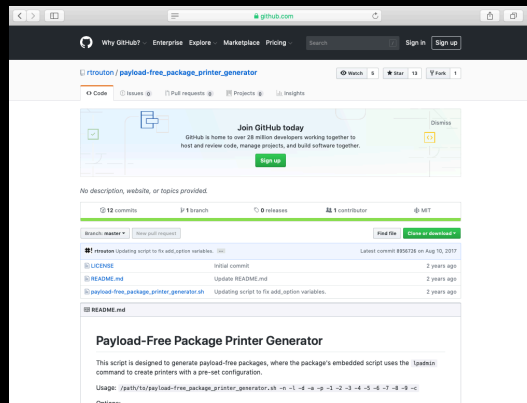 github.com
Why GitHub? Enterprise Explore Marketplace Pricing Search Sign in Sign up
rtrouton / payload-free_package_printer_generator Watch 5 Star 13 Fork 1
Code Issues 0 Pull requests 0 Projects 0 Insights
Join GitHub today
Dismiss
GitHub is home to over 28 million developers working together to
host and review code, manage projects, and build software together.
Sign up
No description, website, or topics provided.
12 commits 1 branch 0 releases 1 contributor MIT
Branch: master New pull request Find file Clone or download
rtrouton Updating script to fix add_option variables. Latest commit 8958726 on Aug 10, 2017
LICENSE Initial commit 2 years ago
README.md Update README.md 2 years ago
payload-free_package_printer_generator.sh Updating script to fix add_option variables. 2 years ago
README.md
Payload-Free Package Printer Generator
This script is designed to generate payload-free packages, where the package's embedded script uses the lpadmin
command to create printers with a pre-set configuration.
Usage: /path/to/payload-free_package_printer_generator.sh -n -l -d -a -p -1 -2 -3 -4 -5 -6 -7 -8 -9 -c
Options: